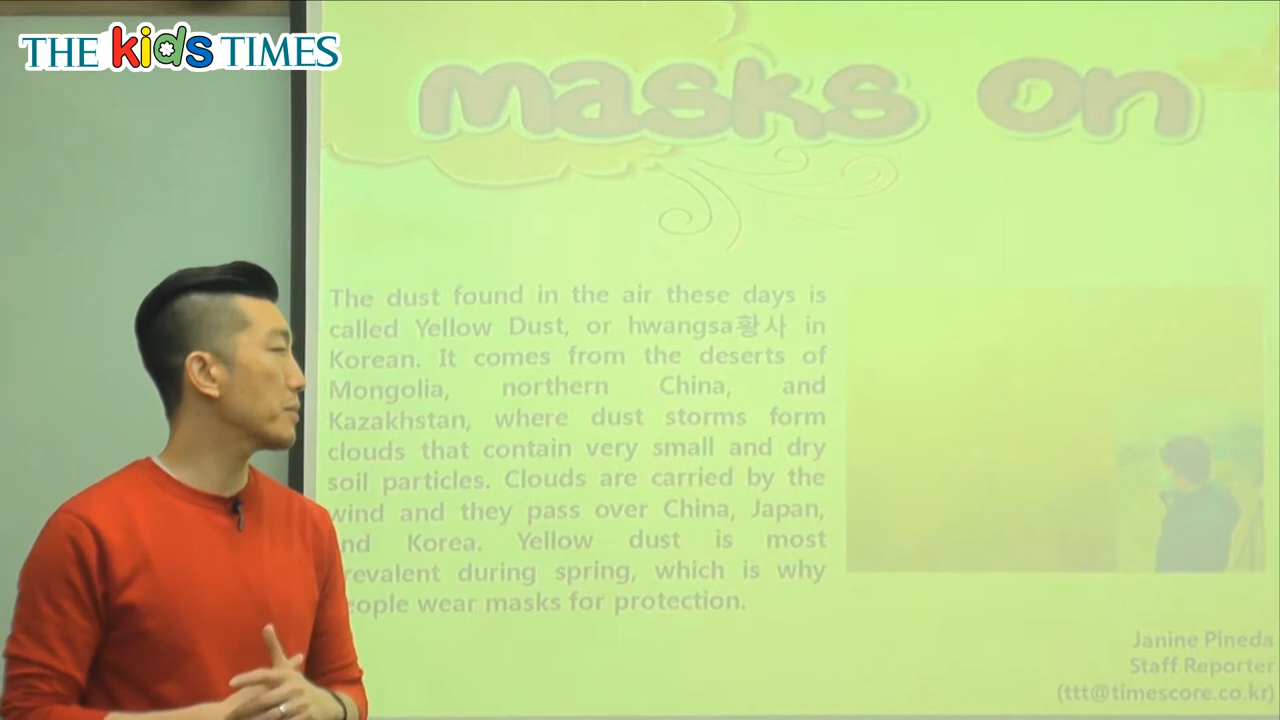 THE kids TIMES
masks on
The dust found in the air these days is
called Yellow Dust, or hwangsa황사 in
Korean. It comes from the deserts of
Mongolia, northern China, and
Kazakhstan, where dust storms form
clouds that contain very small and dry
soil particles. Clouds are carried by the
wind and they pass over China, Japan,
nd Korea. Yellow dust is most
revalent during spring, which is why
eople wear masks for protection.
Janine Pineda
Staff Reporter
(ttt@timescore.co.kr)